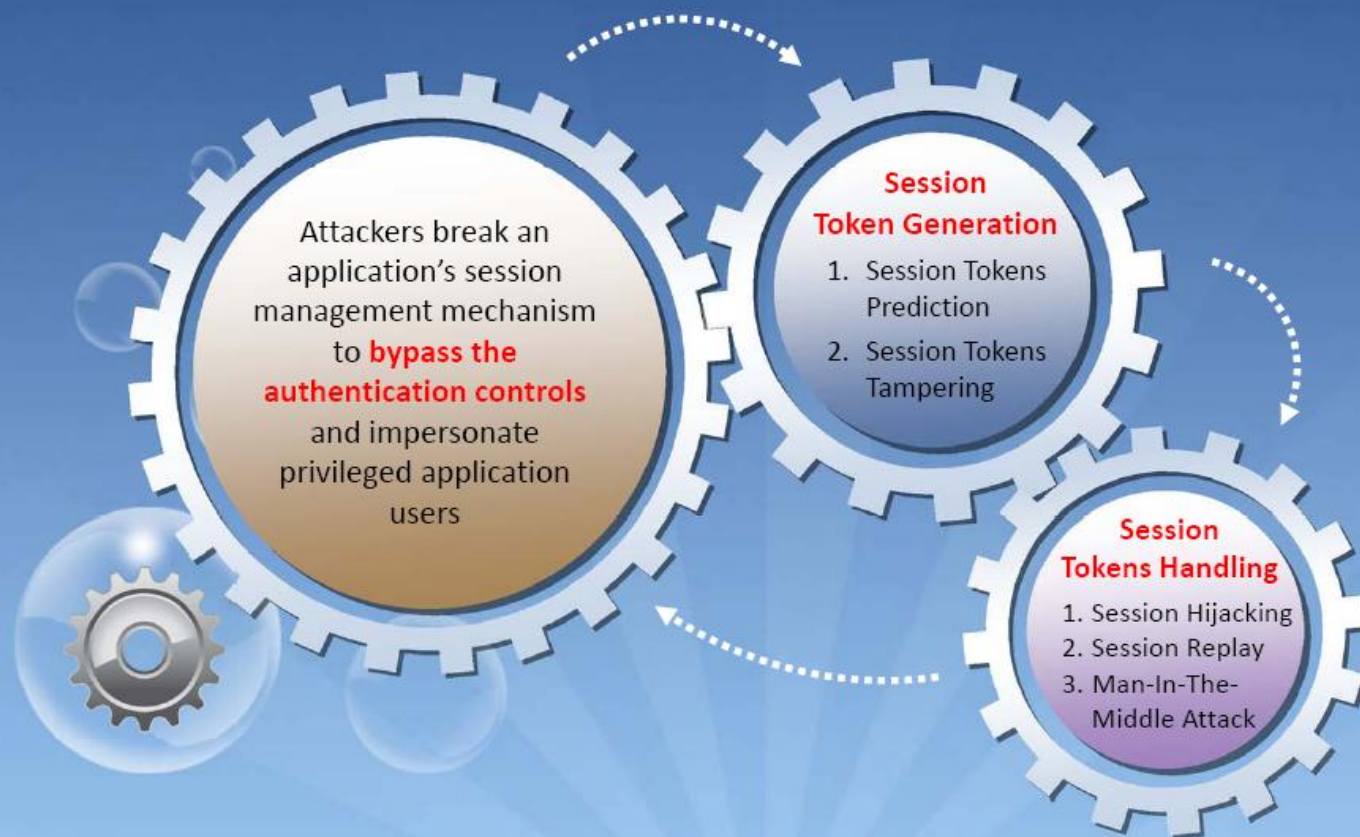 Attackers break an
application’s session
management mechanism
to bypass the
authentication controls
and impersonate
privileged application
users
Session
Token Generation
1. Session Tokens
Prediction
2. Session Tokens
Tampering
Session
Tokens Handling
1. Session Hijacking
2. Session Replay
3. Man-In-The-
Middle Attack